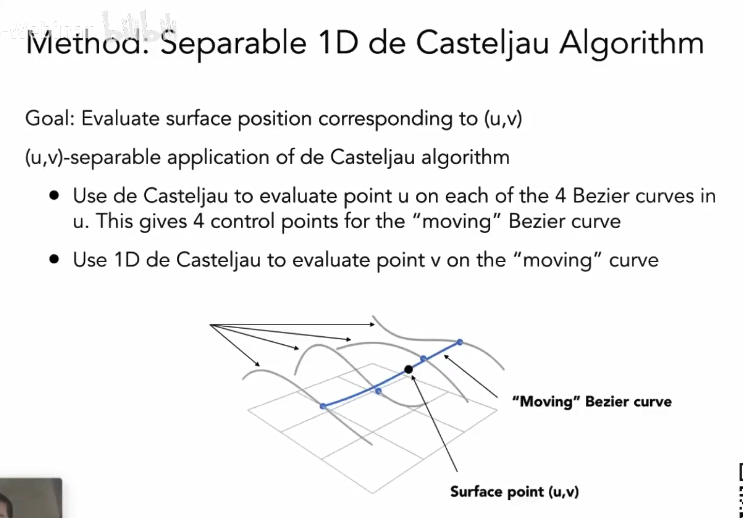 Method: Separable 1D de Casteljau Algorithm
Goal: Evaluate surface position corresponding to (u,v)
(u,v)-separable application of de Casteljau algorithm
● Use de Casteljau to evaluate point u on each of the 4 Bezier curves in
u. This gives 4 control points for the “moving” Bezier curve
● Use 1D de Casteljau to evaluate point v on the “moving” curve
“Moving” Bezier curve
Surface point (u,v)